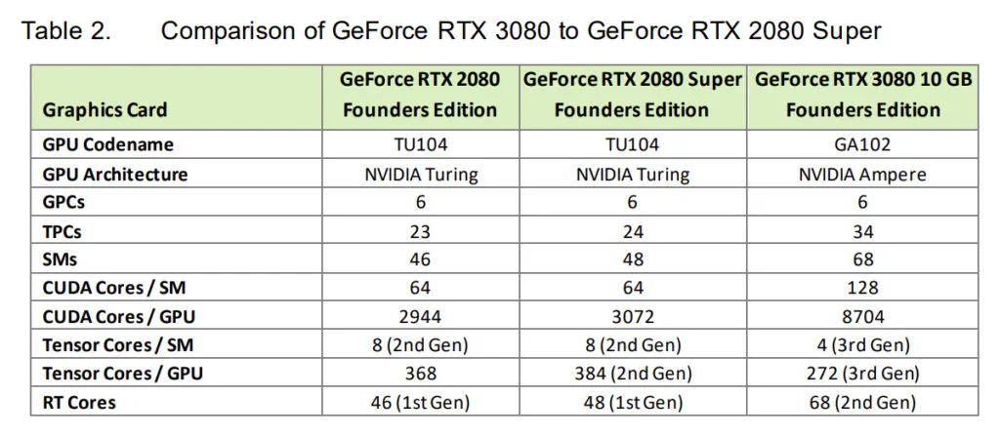 Table 2. Comparison of GeForce RTX 3080 to GeForce RTX 2080 Super
Graphics Card GeForce RTX 2080 Founders Edition GeForce RTX 2080 Super Founders Edition GeForce RTX 3080 10 GB Founders Edition
GPU Codename TU104 TU104 GA102
GPU Architecture NVIDIA Turing NVIDIA Turing NVIDIA Ampere
GPCs 6 6 6
TPCs 23 24 34
SMs 46 48 68
CUDA Cores / SM 64 64 128
CUDA Cores / GPU 2944 3072 8704
Tensor Cores / SM 8 (2nd Gen) 8 (2nd Gen) 4 (3rd Gen)
Tensor Cores / GPU 368 384 (2nd Gen) 272 (3rd Gen)
RT Cores 46 (1st Gen) 48 (1st Gen) 68 (2nd Gen)